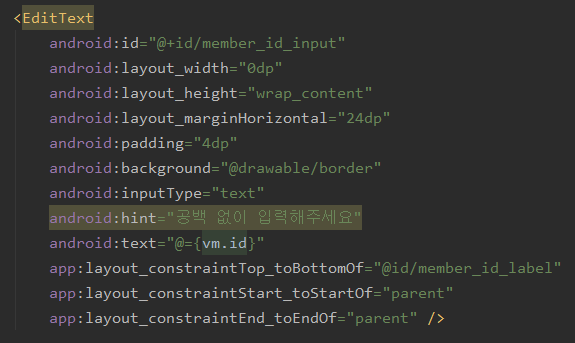 <EditText
android:id="@+id/member_id_input"
android:layout_width="0dp"
android:layout_height="wrap_content"
android:layout_marginHorizontal="24dp"
android:padding="4dp"
android:background="@drawable/border"
android:inputType="text"
android:hint="공백 없이 입력해주세요"
android:text="@={vm.id}"
app:layout_constraintTop_toBottomOf="@id/member_id_label"
app:layout_constraintStart_toStartOf="parent"
app:layout_constraintEnd_toEndOf="parent" />